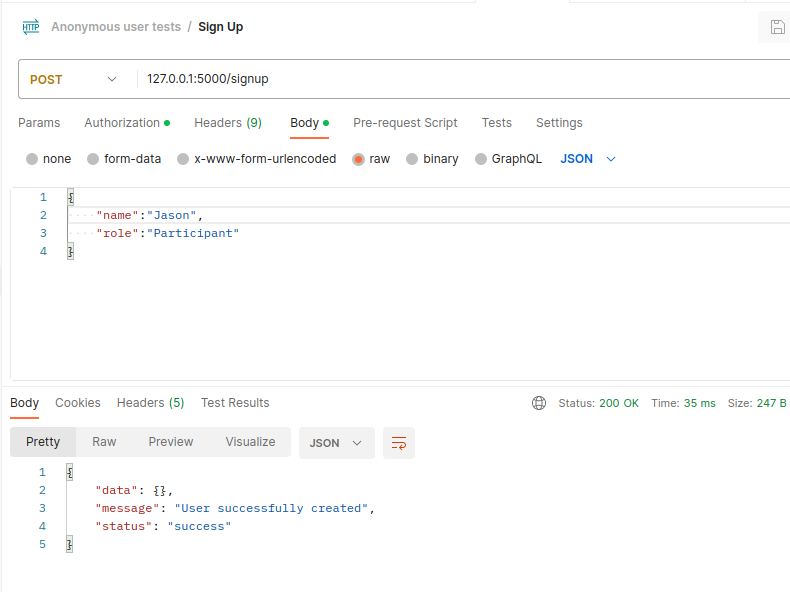 HTTP Anonymous user tests / Sign Up
POST 127.0.0.1:5000/signup
Params Authorization Headers (9) Body Pre-request Script Tests Settings
none form-data x-www-form-urlencoded raw binary GraphQL JSON
1 {
2 "name":"Jason",
3 "role":"Participant"
4 }
Body Cookies Headers (5) Test Results Status: 200 OK Time: 35 ms Size: 247 B
Pretty Raw Preview Visualize JSON
1 {
2 "data": {},
3 "message": "User successfully created",
4 "status": "success"
5 }